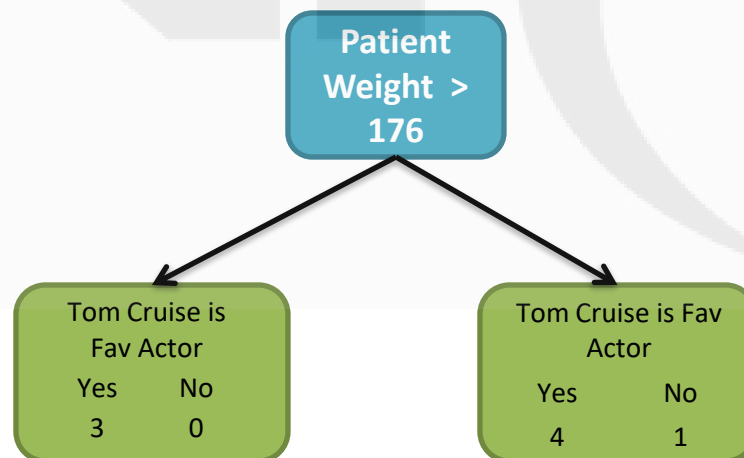 Patient
Weight >
176
Tom Cruise is
Fav Actor
Yes No
3 0
Tom Cruise is Fav
Actor
Yes No
4 1